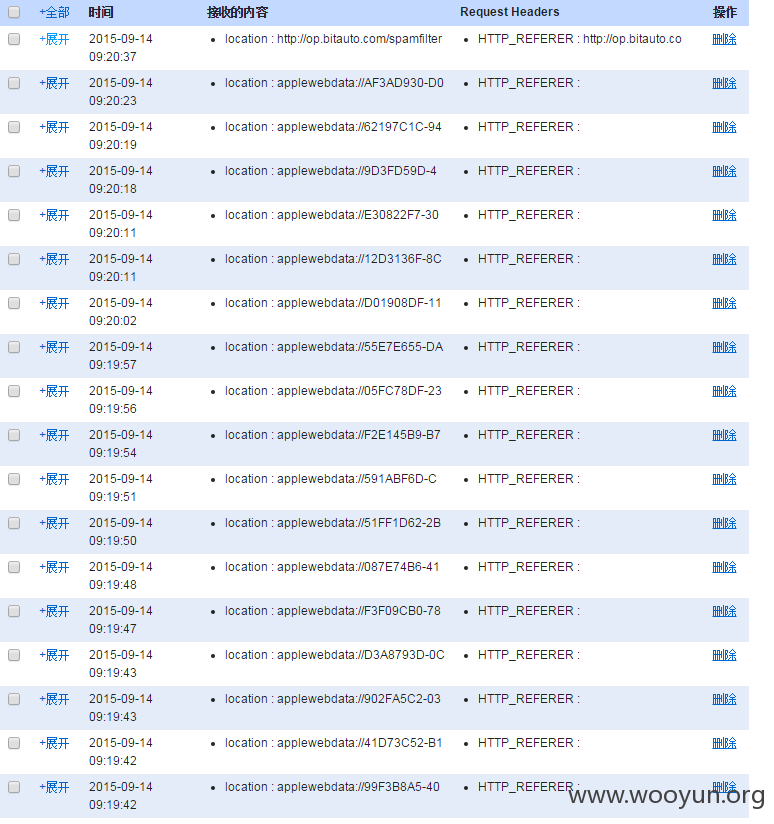 +全部 时间 接收的内容 Request Headers 操作
+展开 2015-09-14 location : http://op.bitauto.com/spamfilter HTTP_REFERER : http://op.bitauto.co 删除
09:20:37
+展开 2015-09-14 location : applewebdata://AF3AD930-D0 HTTP_REFERER : 删除
09:20:23
+展开 2015-09-14 location : applewebdata://62197C1C-94 HTTP_REFERER : 删除
09:20:19
+展开 2015-09-14 location : applewebdata://9D3FD59D-4 HTTP_REFERER : 删除
09:20:18
+展开 2015-09-14 location : applewebdata://E30822F7-30 HTTP_REFERER : 删除
09:20:11
+展开 2015-09-14 location : applewebdata://12D3136F-8C HTTP_REFERER : 删除
09:20:11
+展开 2015-09-14 location : applewebdata://D01908DF-11 HTTP_REFERER : 删除
09:20:02
+展开 2015-09-14 location : applewebdata://55E7E655-DA HTTP_REFERER : 删除
09:19:57
+展开 2015-09-14 location : applewebdata://05FC78DF-23 HTTP_REFERER : 删除
09:19:56
+展开 2015-09-14 location : applewebdata://F2E145B9-B7 HTTP_REFERER : 删除
09:19:54
+展开 2015-09-14 location : applewebdata://591ABF6D-C HTTP_REFERER : 删除
09:19:51
+展开 2015-09-14 location : applewebdata://51FF1D62-2B HTTP_REFERER : 删除
09:19:50
+展开 2015-09-14 location : applewebdata://087E74B6-41 HTTP_REFERER : 删除
09:19:48
+展开 2015-09-14 location : applewebdata://F3F09CB0-78 HTTP_REFERER : 删除
09:19:47
+展开 2015-09-14 location : applewebdata://D3A8793D-0C HTTP_REFERER : 删除
09:19:43
+展开 2015-09-14 location : applewebdata://902FA5C2-03 HTTP_REFERER : 删除
09:19:43
+展开 2015-09-14 location : applewebdata://41D73C52-B1 HTTP_REFERER : 删除
09:19:42
+展开 2015-09-14 location : applewebdata://99F3B8A5-40 HTTP_REFERER : 删除
09:19:42
www.wooyun.org